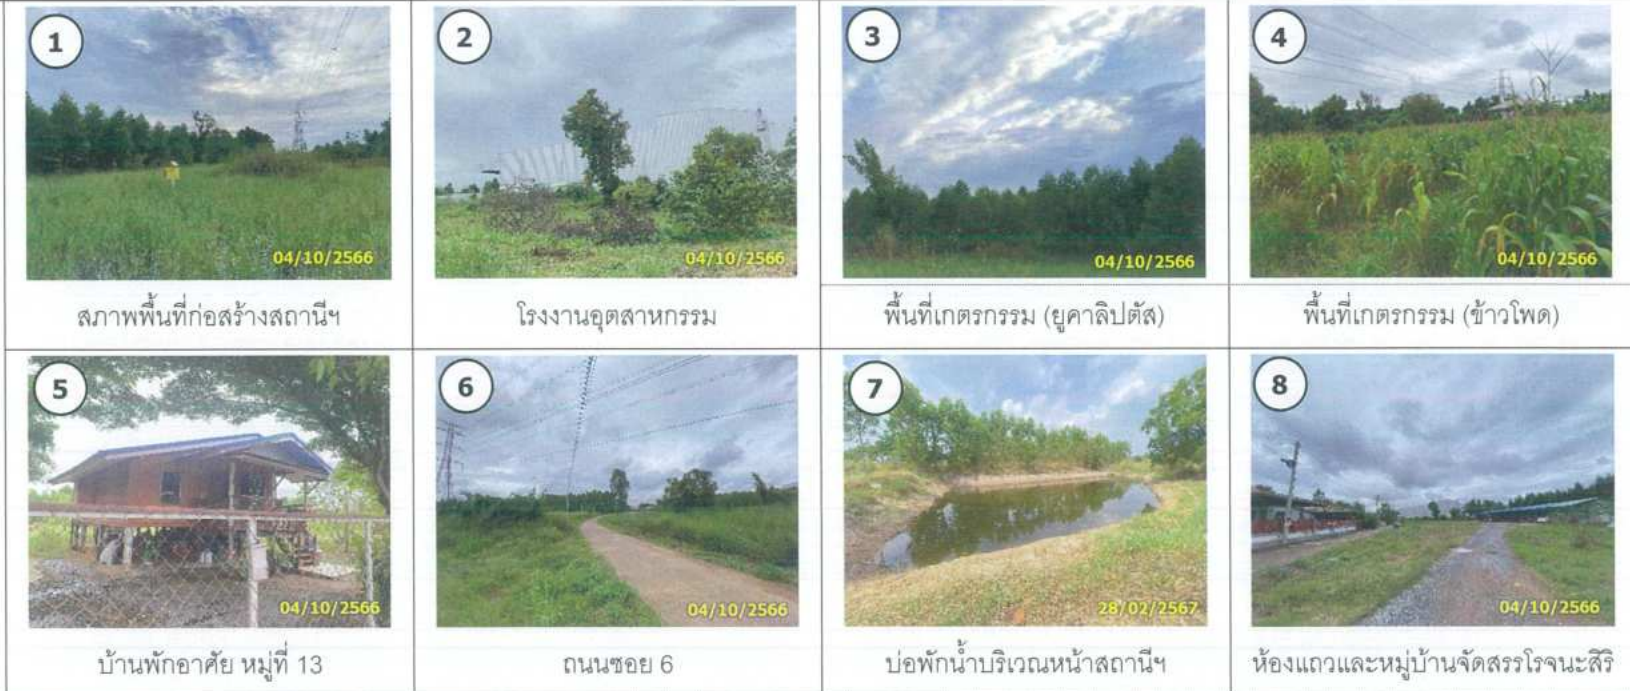 1
04/10/2566
สภาพพื้นที่ก่อสร้างสถานีฯ
2
04/10/2566
โรงงานอุตสาหกรรม
3
04/10/2566
พื้นที่เกตรกรรม (ยูคาลิปตัส)
4
04/10/2566
พื้นที่เกตรกรรม (ข้าวโพด)
5
04/10/2566
บ้านพักอาศัย หมู่ที่ 13
6
04/10/2566
ถนนซอย 6
7
28/02/2567
บ่อพักน้ำบริเวณหน้าสถานีฯ
8
04/10/2566
ห้องแถวและหมู่บ้านจัดสรรโรจนะสิริ